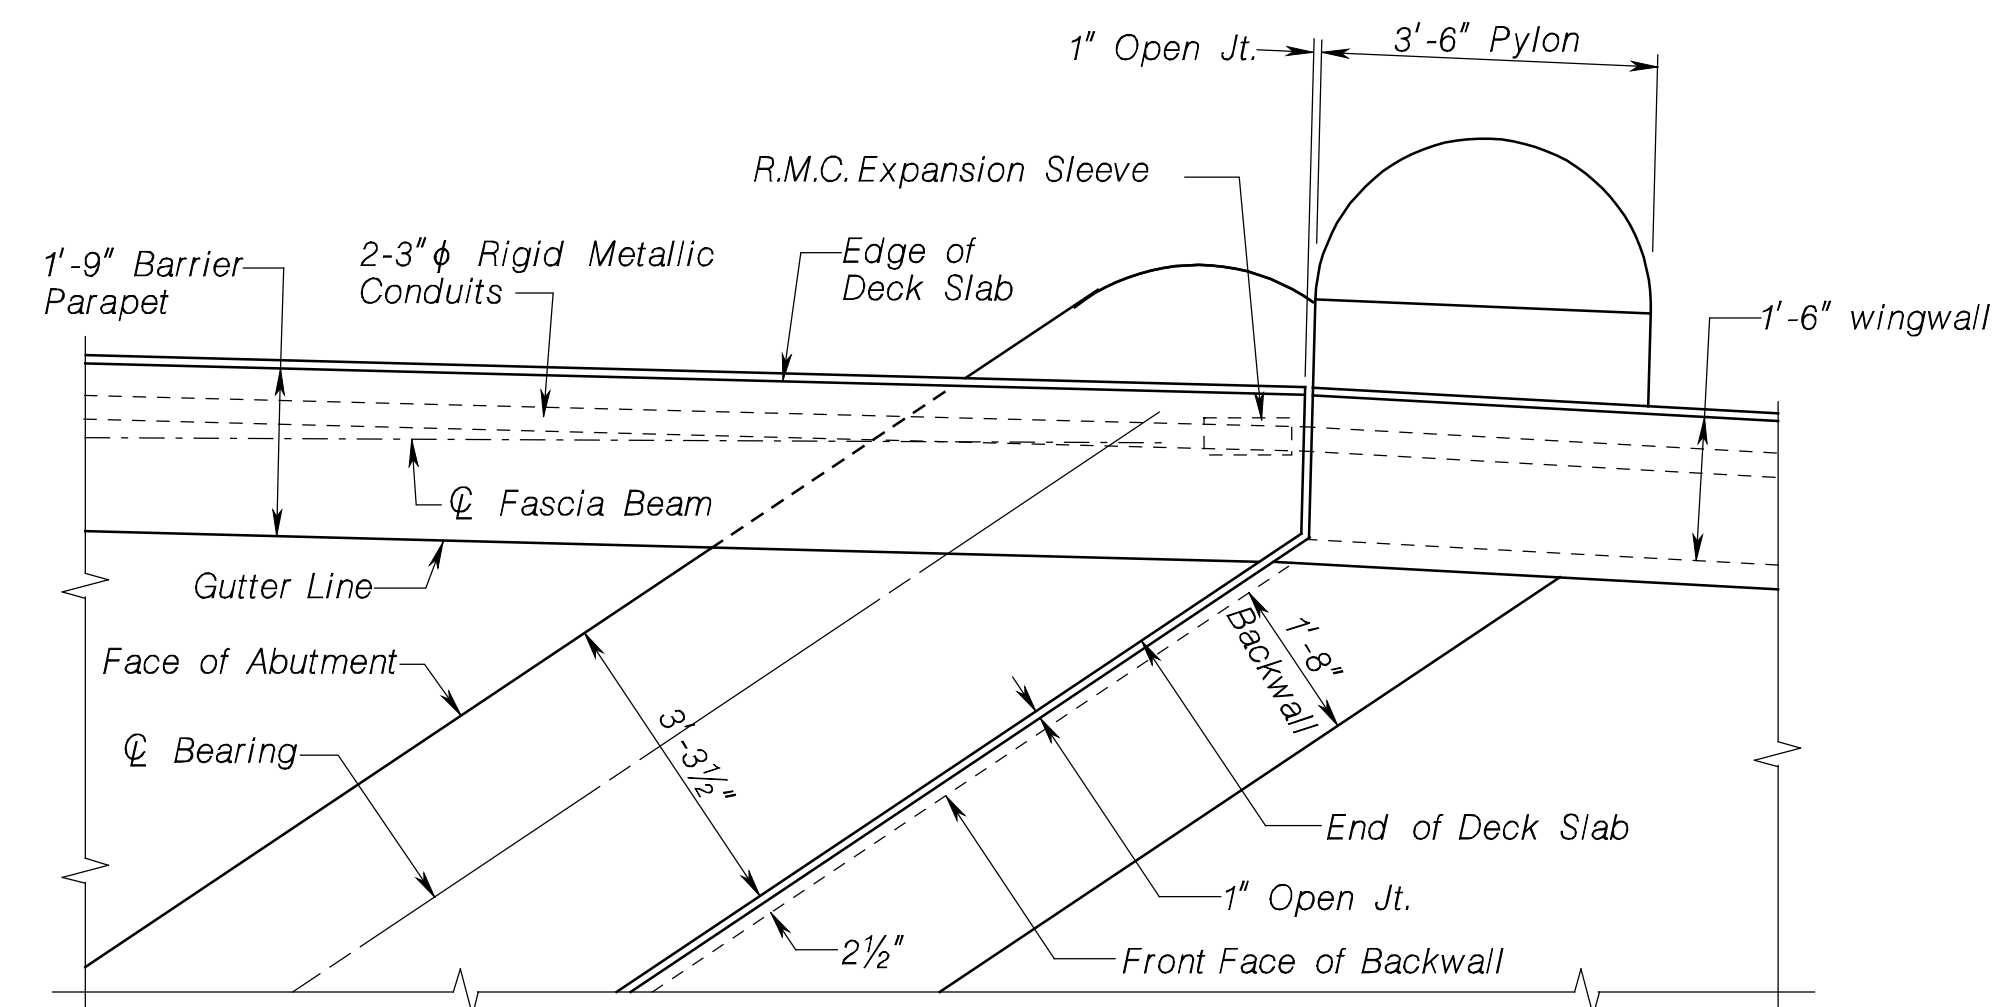 1" Open Jt.
3'-6" Pylon
R.M.C. Expansion Sleeve
1'-9" Barrier
Parapet
2-3"ϕ Rigid Metallic
Conduits
Edge of
Deck Slab
1'-6" wingwall
℄ Fascia Beam
Gutter Line
Face of Abutment
℄ Bearing
3'-3½"
1'-8"
Backwall
End of Deck Slab
1" Open Jt.
2½"
Front Face of Backwall